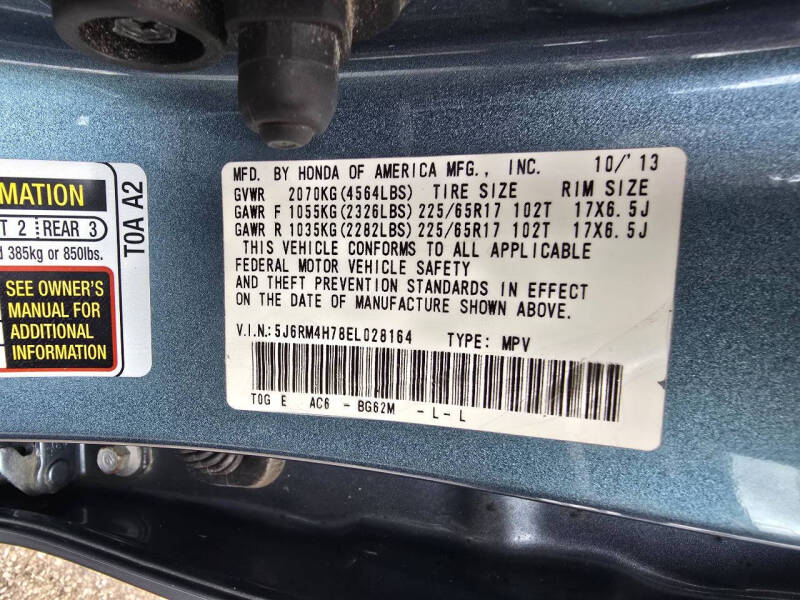 MATION
T 2 REAR 3
d 385kg or 850lbs.
SEE OWNER'S
MANUAL FOR
ADDITIONAL
INFORMATION
T0A A2
MFD. BY HONDA OF AMERICA MFG., INC. 10/'13
GVWR 2070KG(4564LBS) TIRE SIZE RIM SIZE
GAWR F 1055KG(2326LBS) 225/65R17 102T 17X6.5J
GAWR R 1035KG(2282LBS) 225/65R17 102T 17X6.5J
THIS VEHICLE CONFORMS TO ALL APPLICABLE
FEDERAL MOTOR VEHICLE SAFETY
AND THEFT PREVENTION STANDARDS IN EFFECT
ON THE DATE OF MANUFACTURE SHOWN ABOVE.
V.I.N.:5J6RM4H78EL028164 TYPE: MPV
T0G E AC6 - BG62M - L - L